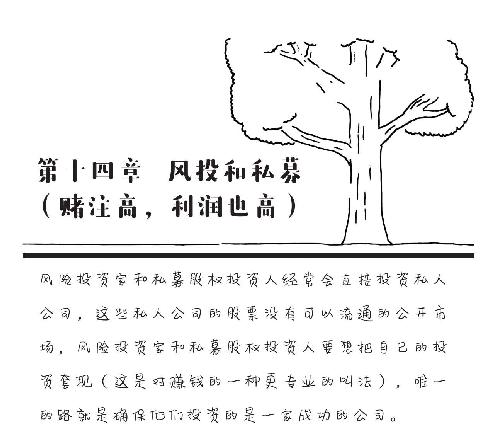 第十四章 风投和私募
（赌注高，利润也高）
风险投资家和私募股权投资人经常会直接投资私人
公司，这些私人公司的股票没有可以流通的公开市
场。风险投资家和私募股权投资人要想把自己的投
资套现（这是对赚钱的一种更专业的叫法），唯一
的路就是确保他们投资的是一家成功的公司。